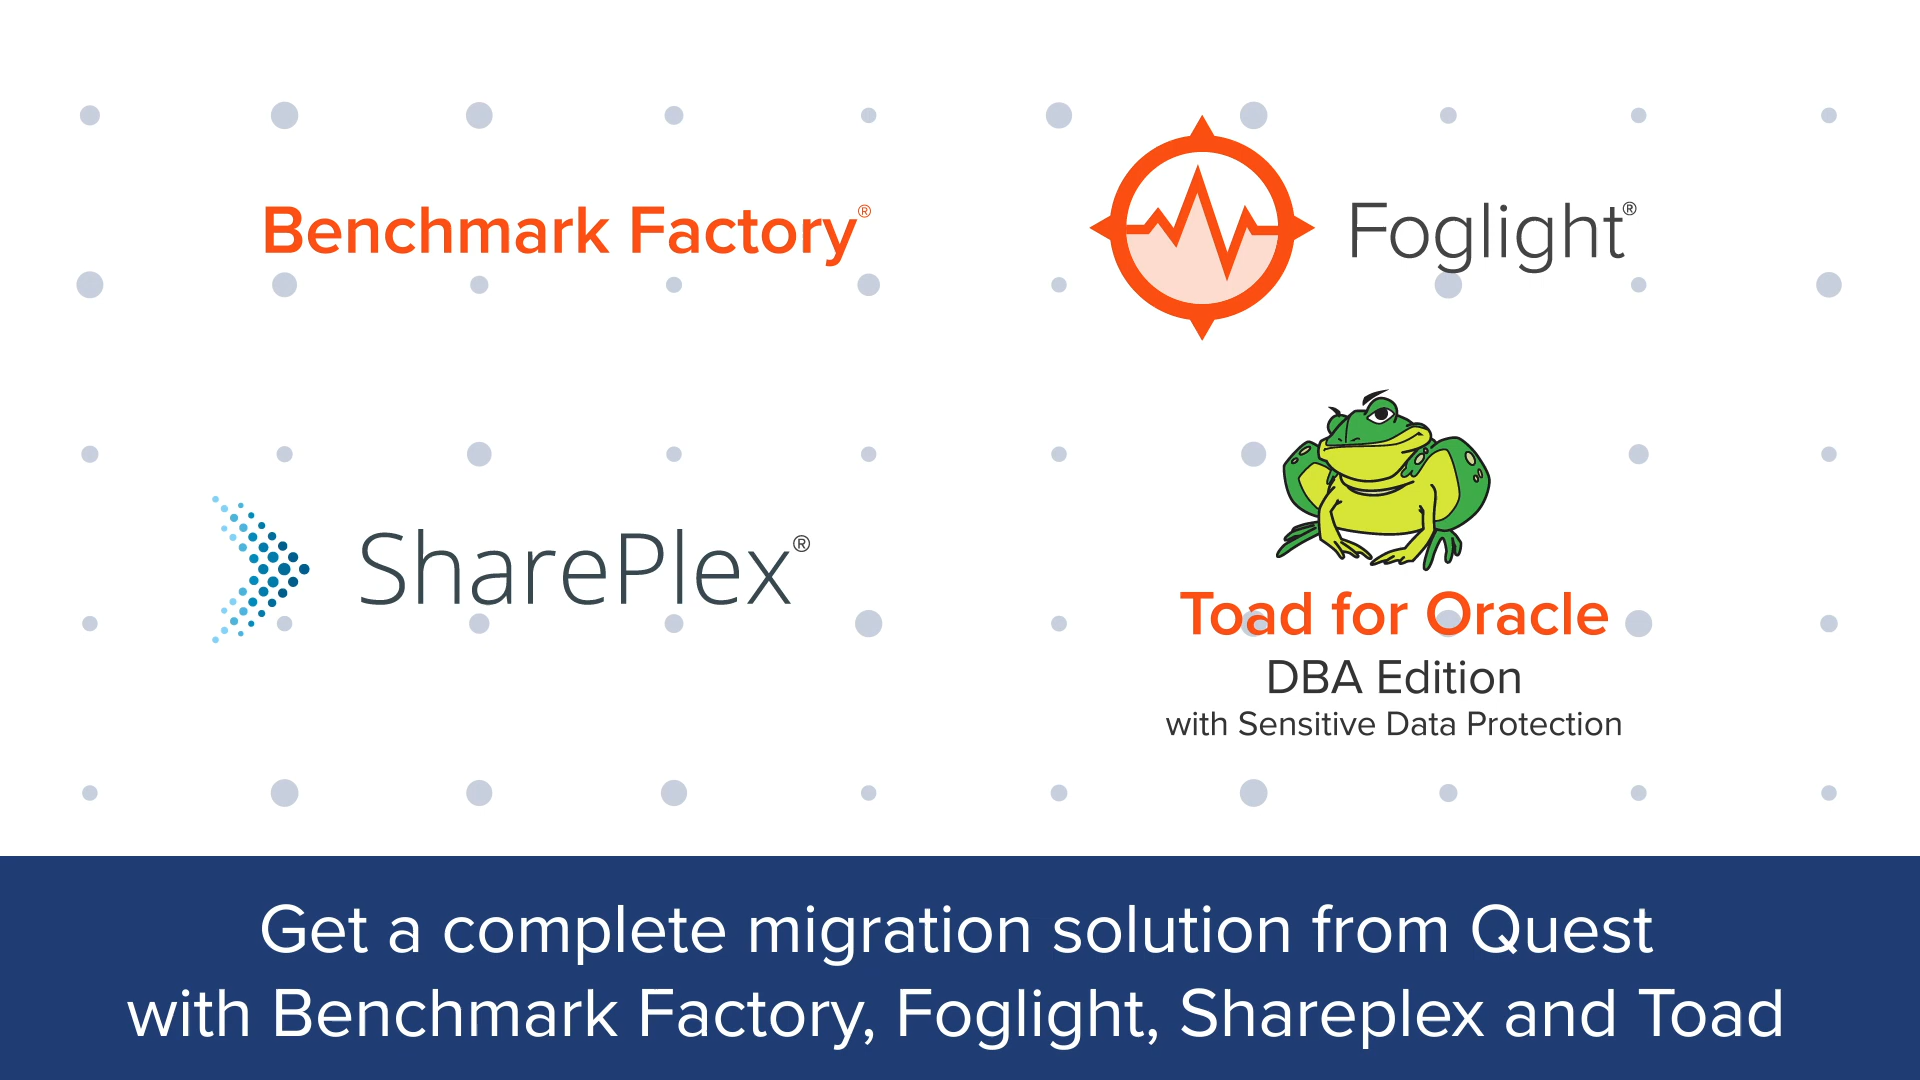 Benchmark Factory®
Foglight®
SharePlex®
Toad for Oracle
DBA Edition
with Sensitive Data Protection
Get a complete migration solution from Quest
with Benchmark Factory, Foglight, Shareplex and Toad